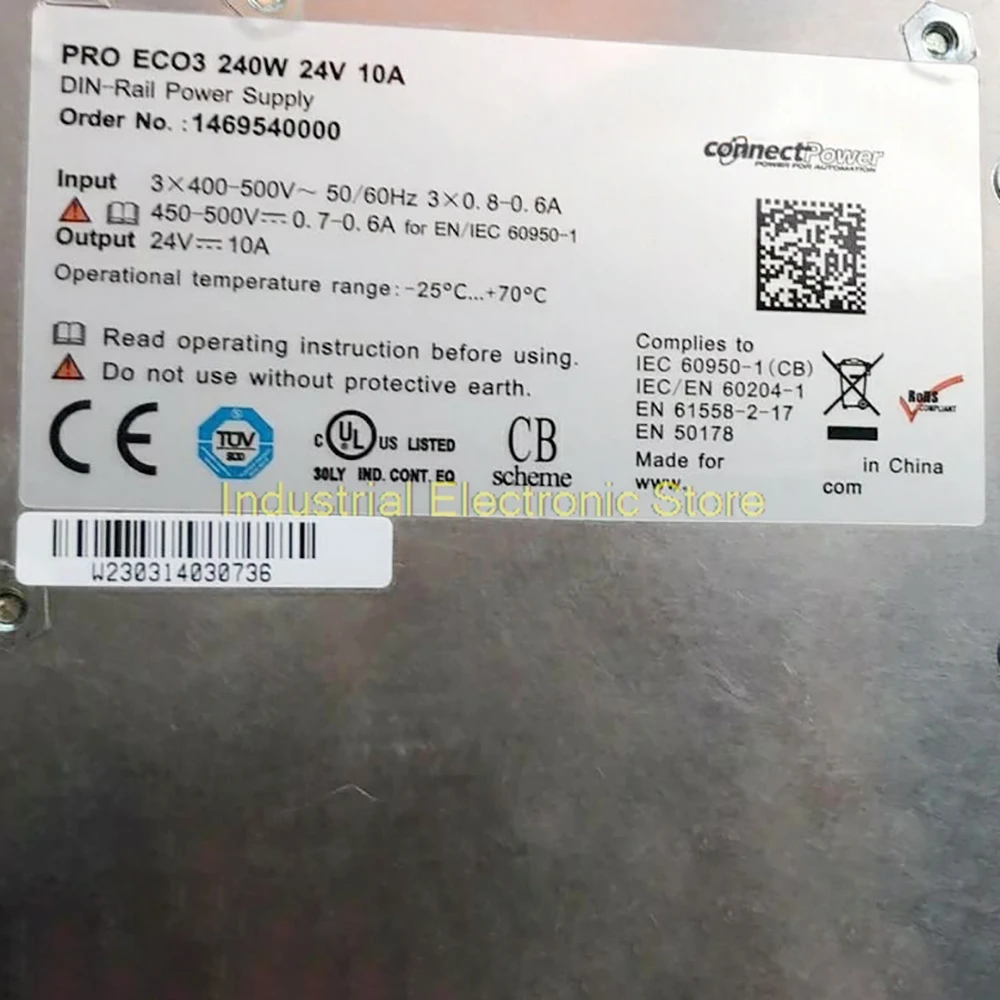 PRO ECO3 240W 24V 10A
DIN-Rail Power Supply
Order No. : 1469540000
connectPower
POWER FOR AUTOMATION
Input 3×400-500V~ 50/60Hz 3×0.8-0.6A
450-500V⎓ 0.7-0.6A for EN/IEC 60950-1
Output 24V⎓ 10A
Operational temperature range:-25°C...+70°C
Read operating instruction before using.
Do not use without protective earth.
Complies to
IEC 60950-1(CB)
IEC/EN 60204-1
EN 61558-2-17
EN 50178
Made for in China
www. com
RoHS
COMPLIANT
CE
TÜV
C UL US LISTED
30LY IND. CONT. EQ
CB
scheme
Industrial Electronic Store
W230314030736